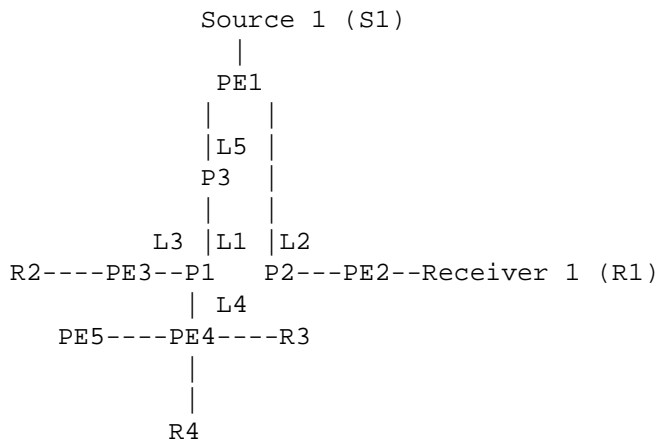 Source 1 (S1)
|
PE1
| |
|L5 |
P3 |
| |
L3 |L1 |L2
R2----PE3--P1 P2---PE2--Receiver 1 (R1)
| L4
PE5----PE4----R3
|
|
R4